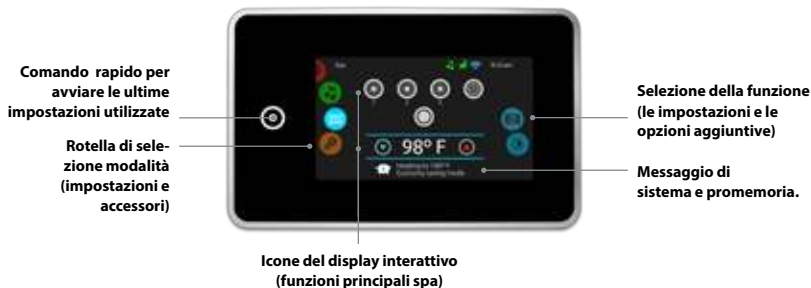 Comando rapido per
avviare le ultime
impostazioni utilizzate
Rotella di sele-
zione modalità
(impostazioni e
accessori)
98° F
Selezione della funzione
(le impostazioni e le
opzioni aggiuntive)
Messaggio di
sistema e promemoria.
Icone del display interattivo
(funzioni principali spa)